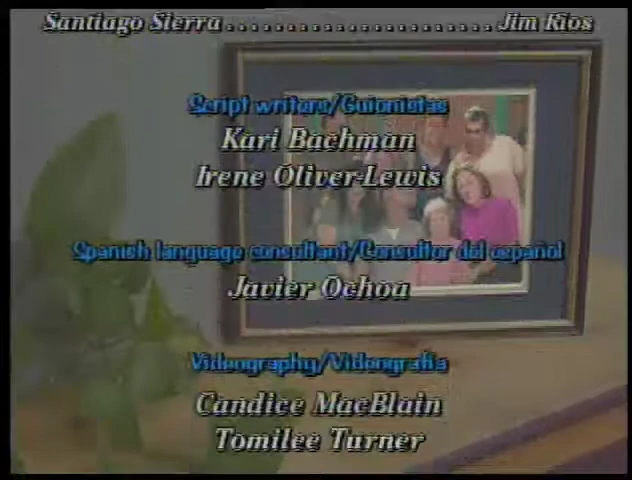 Santiago Sierra.......................Jim Rios
Script writers/Guionistas
Kari Bachman
Irene Oliver-Lewis
Spanish language consultant/Consultor del español
Javier Ochoa
Videography/Videografia
Candice MacBlain
Tomilee Turner